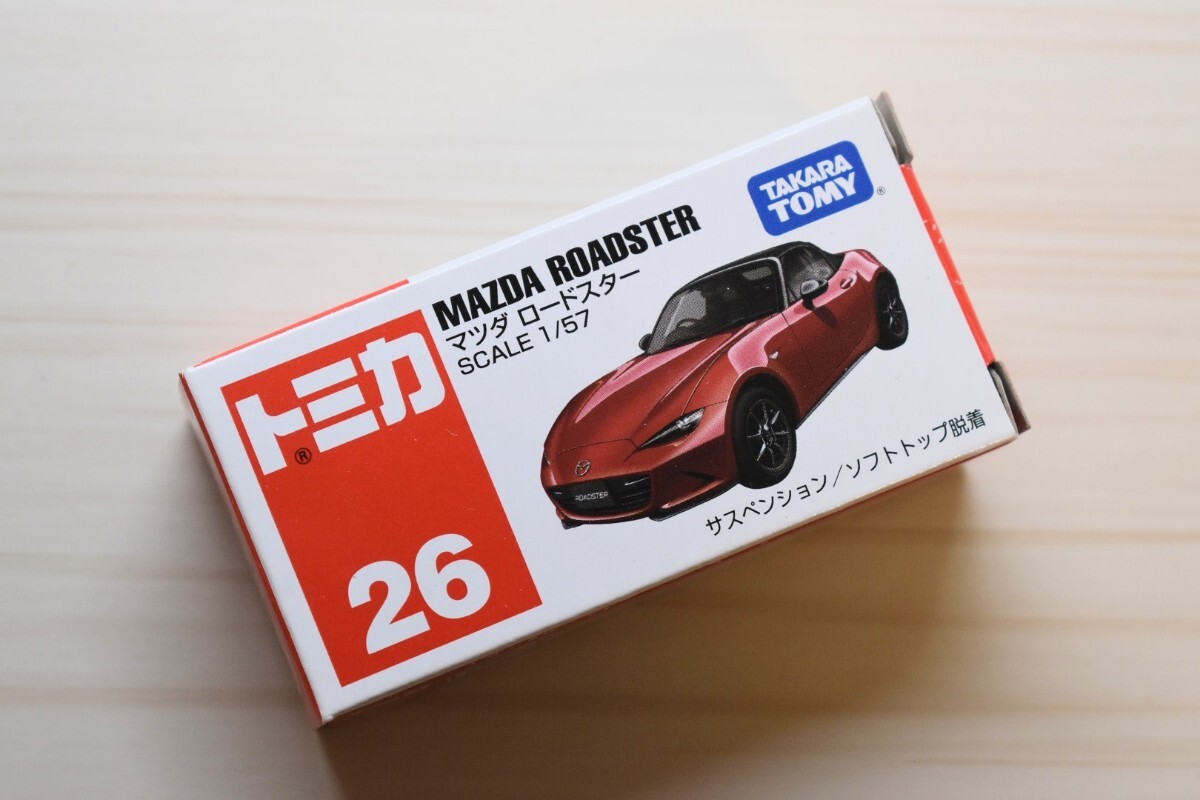 TAKARA
TOMY
®
MAZDA ROADSTER
マツダ ロードスター
SCALE 1/57
トミカ
®
ROADSTER
サスペンション/ソフトトップ脱着
26